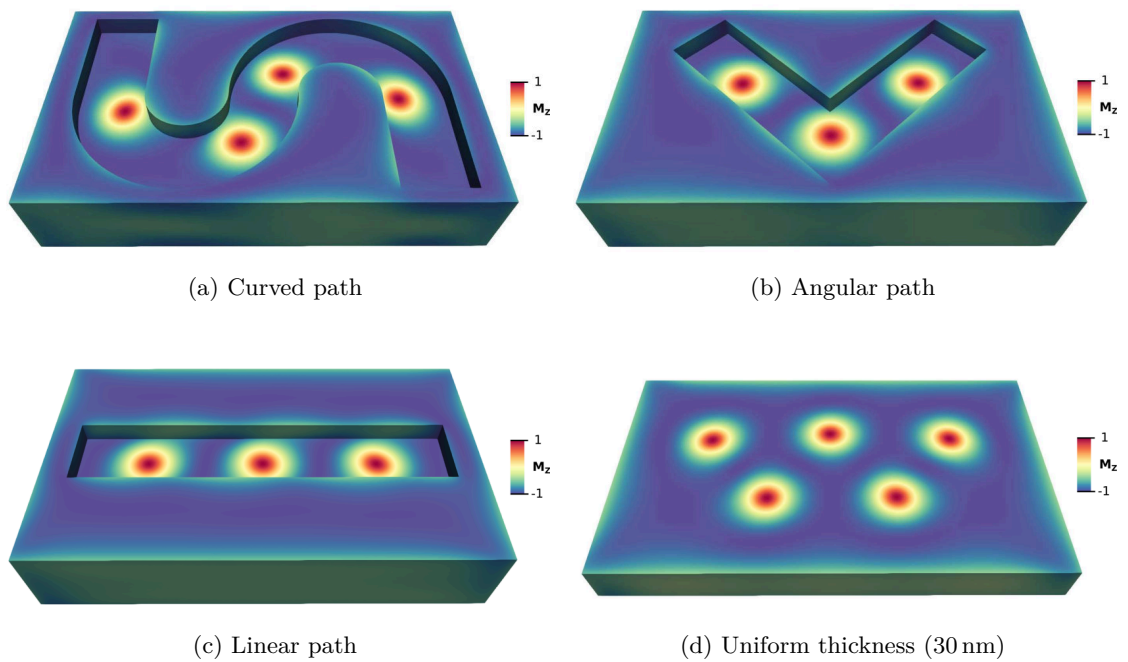 1
Mz
-1
1
Mz
-1
(a) Curved path
(b) Angular path
1
Mz
-1
1
Mz
-1
(c) Linear path
(d) Uniform thickness (30 nm)